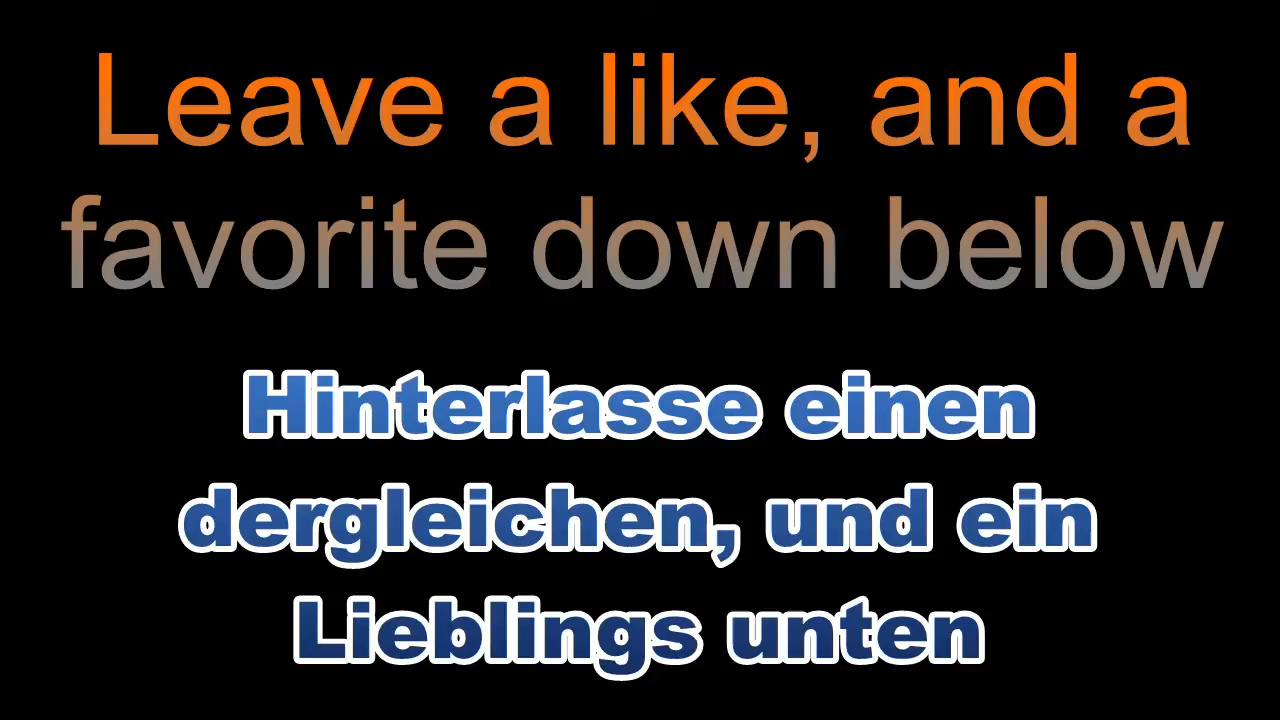 Leave a like, and a
favorite down below
Hinterlasse einen
dergleichen, und ein
Lieblings unten